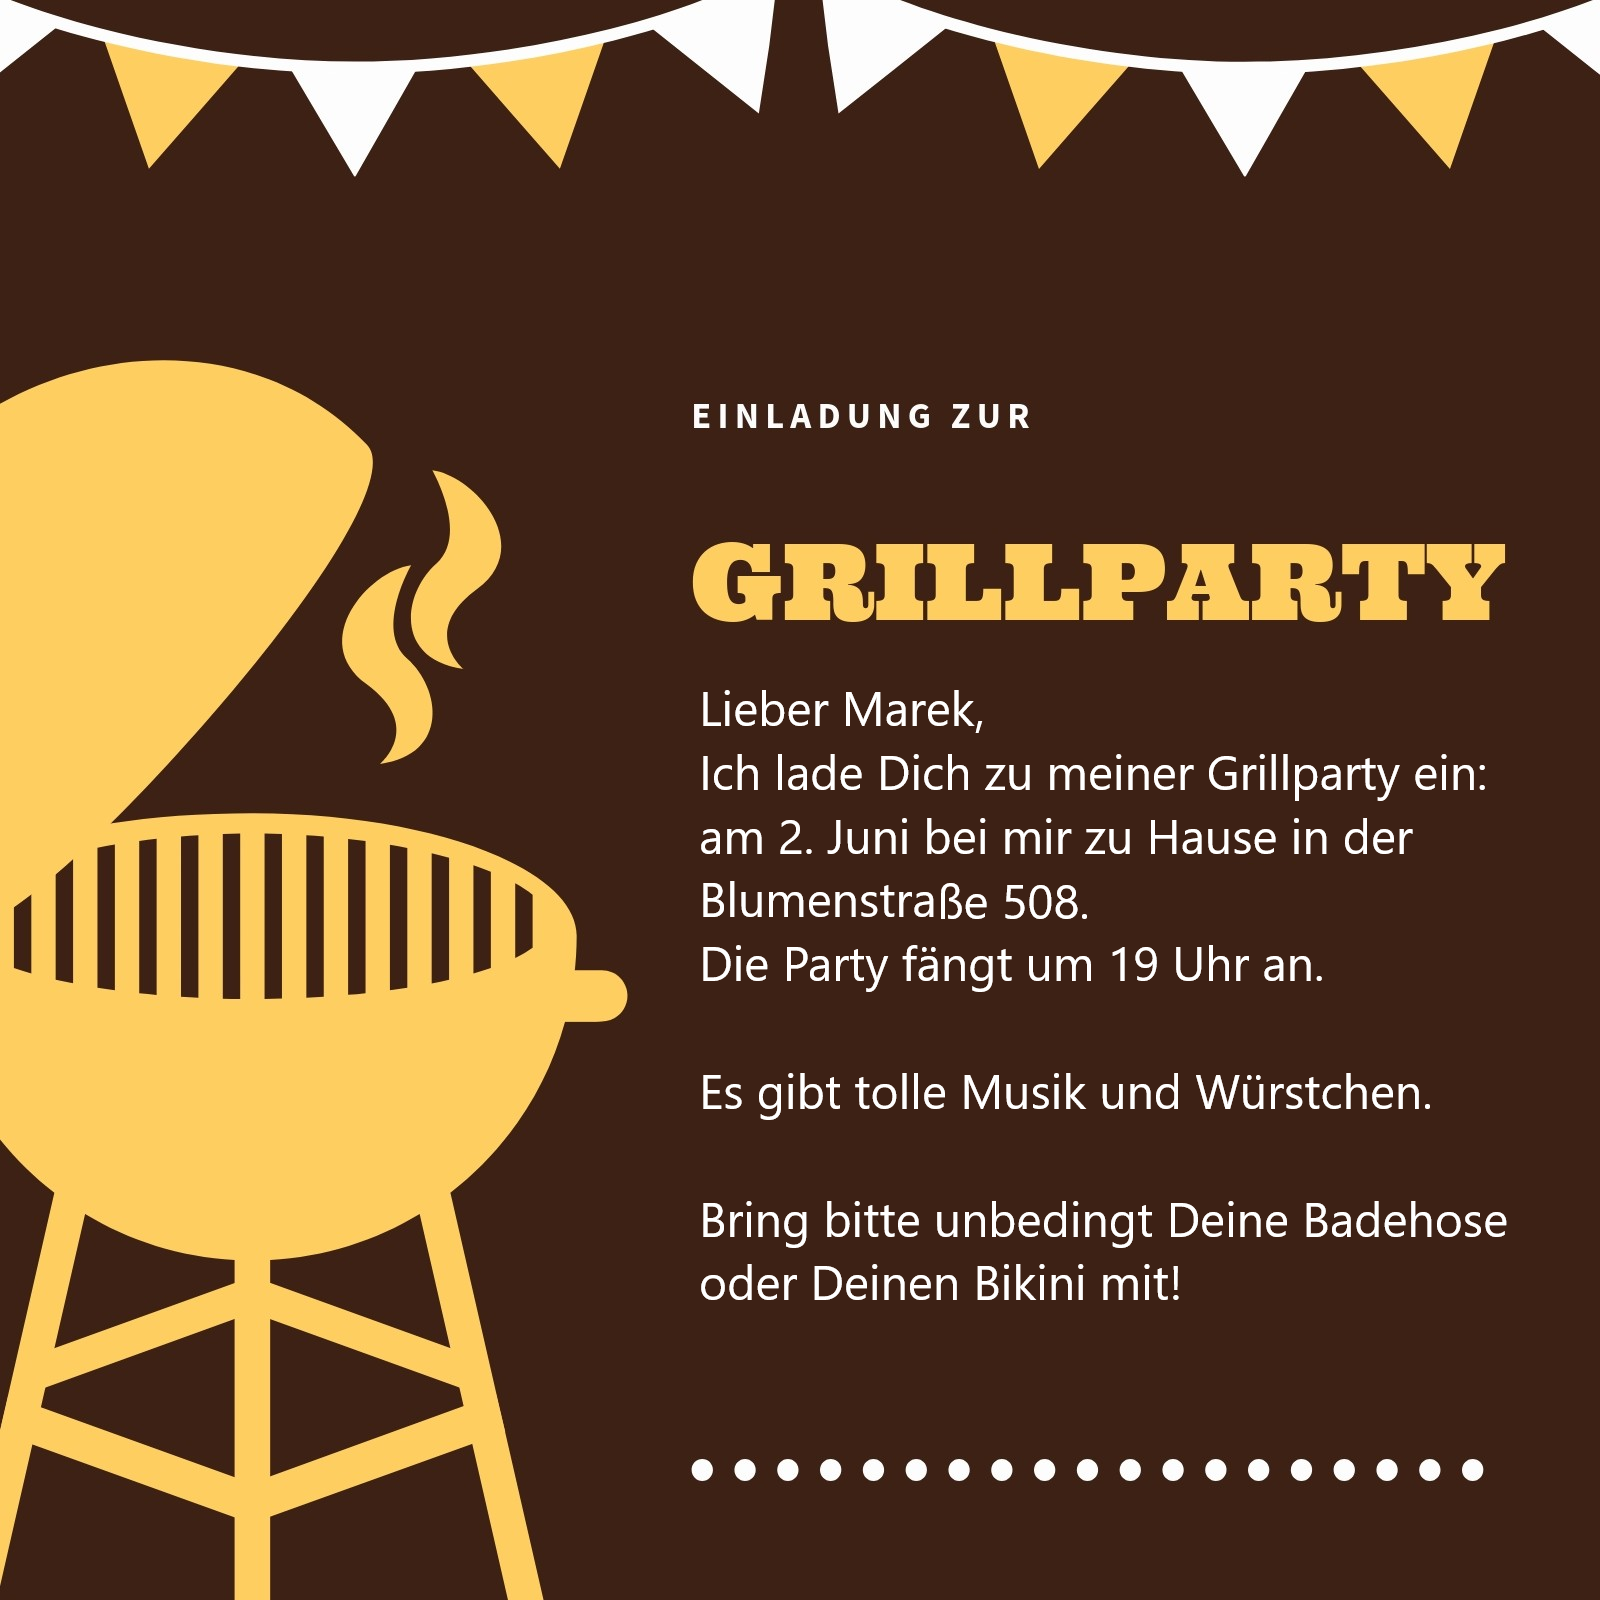 EINLADUNG ZUR
GRILLPARTY
Lieber Marek,
Ich lade Dich zu meiner Grillparty ein:
am 2. Juni bei mir zu Hause in der
Blumenstraße 508.
Die Party fängt um 19 Uhr an.
Es gibt tolle Musik und Würstchen.
Bring bitte unbedingt Deine Badehose
oder Deinen Bikini mit!